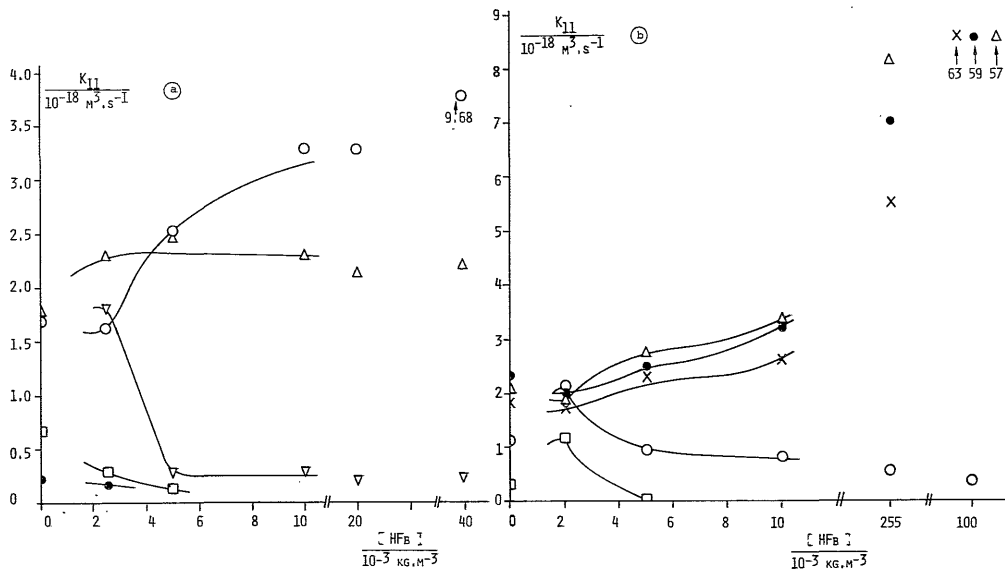 K11
10-18 M3.S-1
a
4.0
3.5
3.0
2.5
2.0
1.5
1.0
0.5
0
9.68
0 2 4 6 8 10 20 40
[ HFB ]
10-3 KG.M-3
9
K11
10-18 M3.S-1
b
8
7
6
5
4
3
2
1
0
63 59 57
0 2 4 6 8 10 255 100
[ HFB ]
10-3 KG.M-3